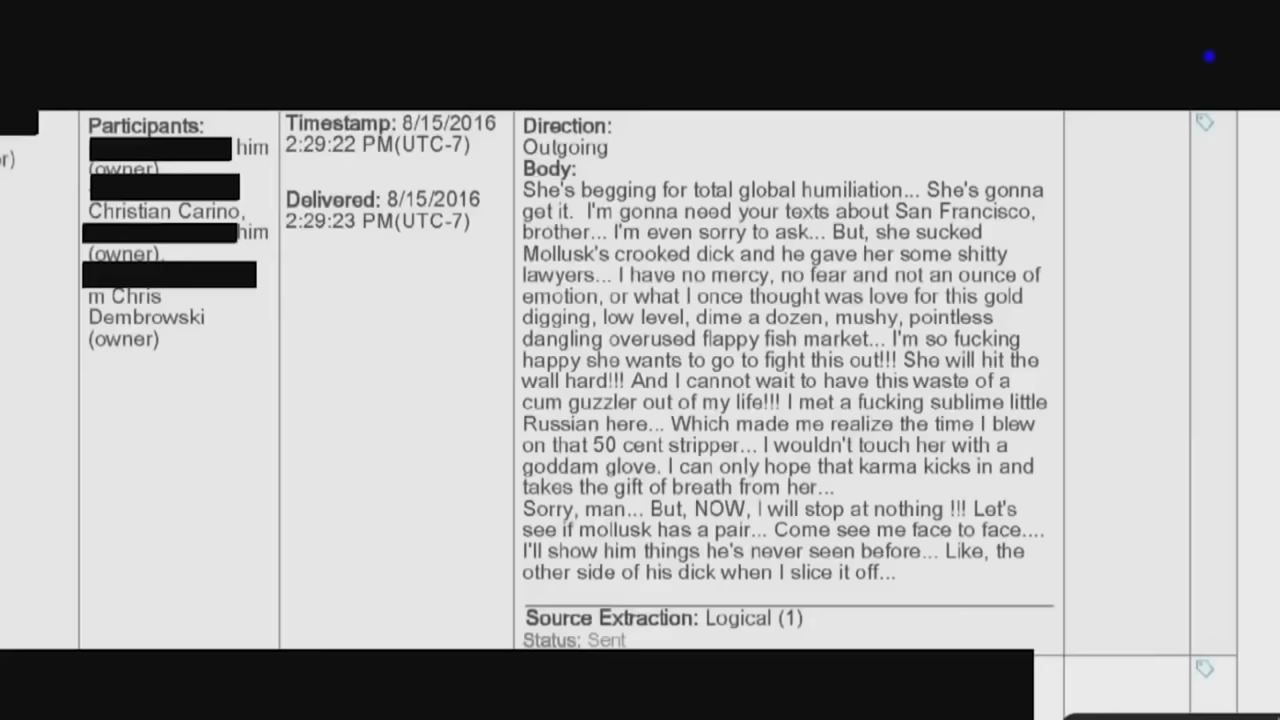 r)
Participants:
him
(owner)
Christian Carino,
him
(owner),
m Chris
Dembrowski
(owner)
Timestamp: 8/15/2016
2:29:22 PM(UTC-7)
Delivered: 8/15/2016
2:29:23 PM(UTC-7)
Direction:
Outgoing
Body:
She's begging for total global humiliation... She's gonna
get it.  I'm gonna need your texts about San Francisco,
brother... I'm even sorry to ask... But, she sucked
Mollusk's crooked dick and he gave her some shitty
lawyers... I have no mercy, no fear and not an ounce of
emotion, or what I once thought was love for this gold
digging, low level, dime a dozen, mushy, pointless
dangling overused flappy fish market... I'm so fucking
happy she wants to go to fight this out!!! She will hit the
wall hard!!! And I cannot wait to have this waste of a
cum guzzler out of my life!!! I met a fucking sublime little
Russian here... Which made me realize the time I blew
on that 50 cent stripper... I wouldn't touch her with a
goddam glove. I can only hope that karma kicks in and
takes the gift of breath from her...
Sorry, man... But, NOW, I will stop at nothing !!! Let's
see if mollusk has a pair... Come see me face to face....
I'll show him things he's never seen before... Like, the
other side of his dick when I slice it off...
Source Extraction: Logical (1)
Status: Sent